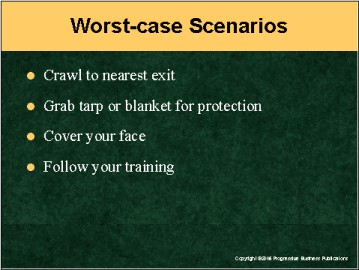 Worst-case Scenarios
Crawl to nearest exit
Grab tarp or blanket for protection
Cover your face
Follow your training
Copyright Progressive Business Publications